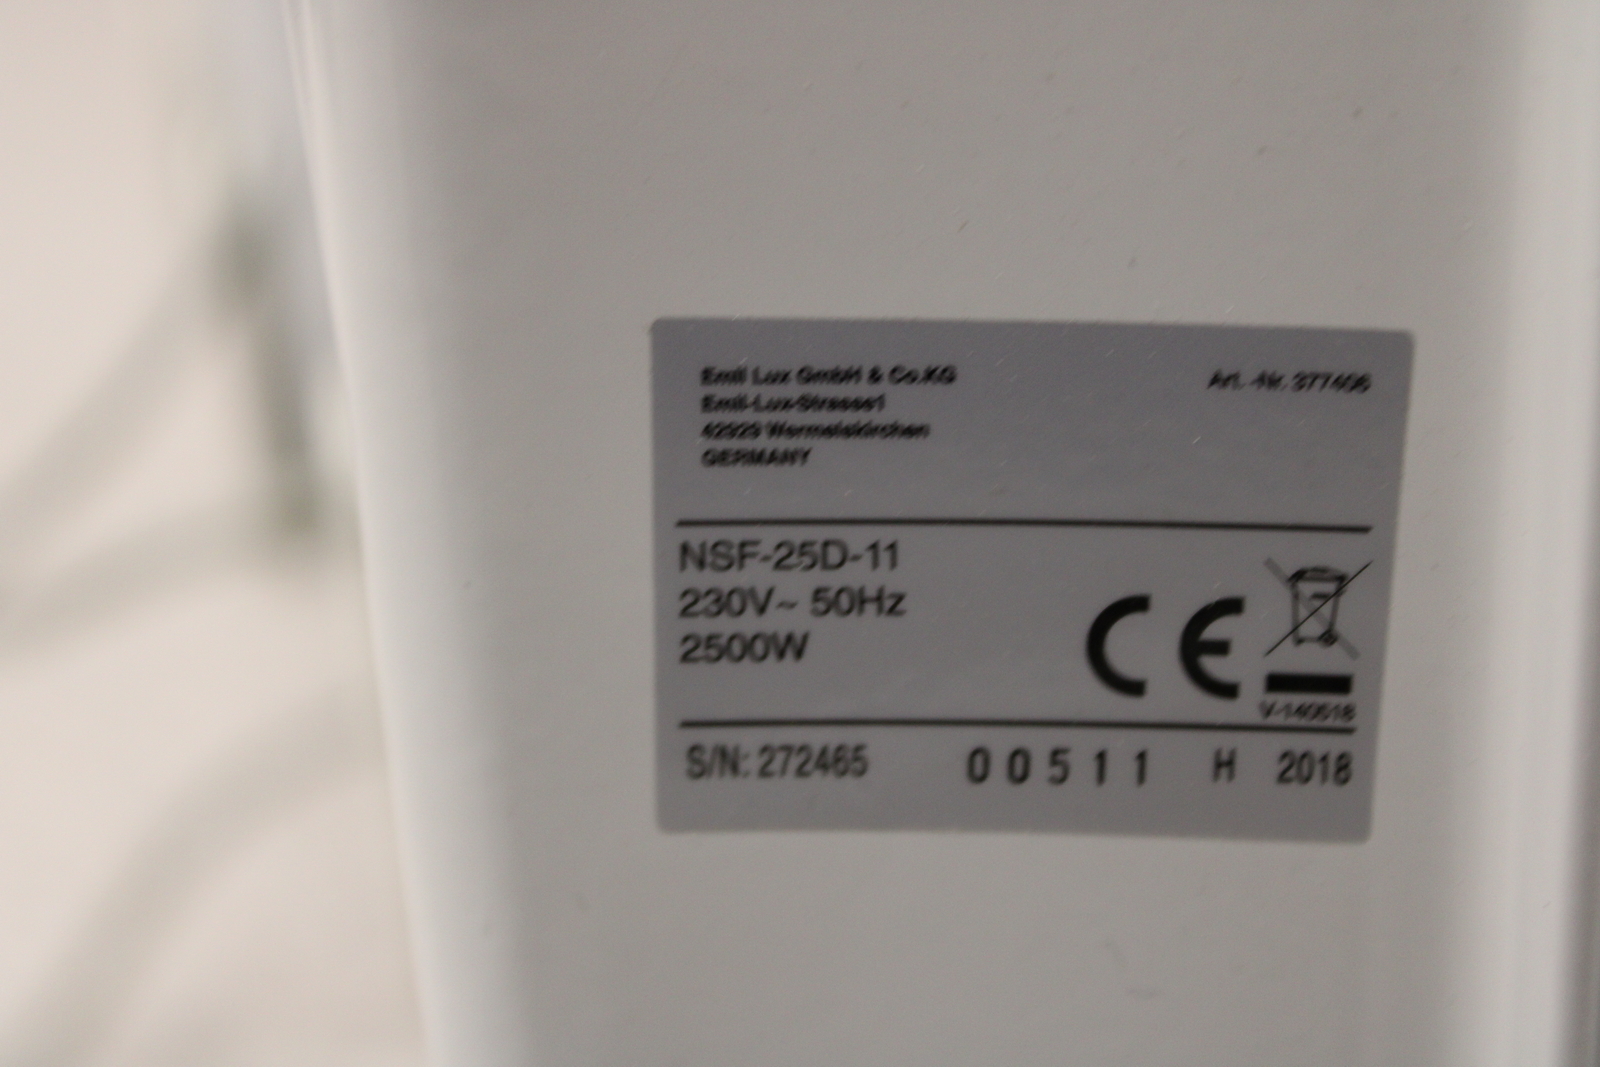 Emil Lux GmbH & Co.KG
Art. -Nr. 377406
Emil-Lux-Strasse1
42929 Wermelskirchen
GERMANY
NSF-25D-11
230V~ 50Hz
2500W
CE
V-140618
S/N: 272465 00511 H 2018